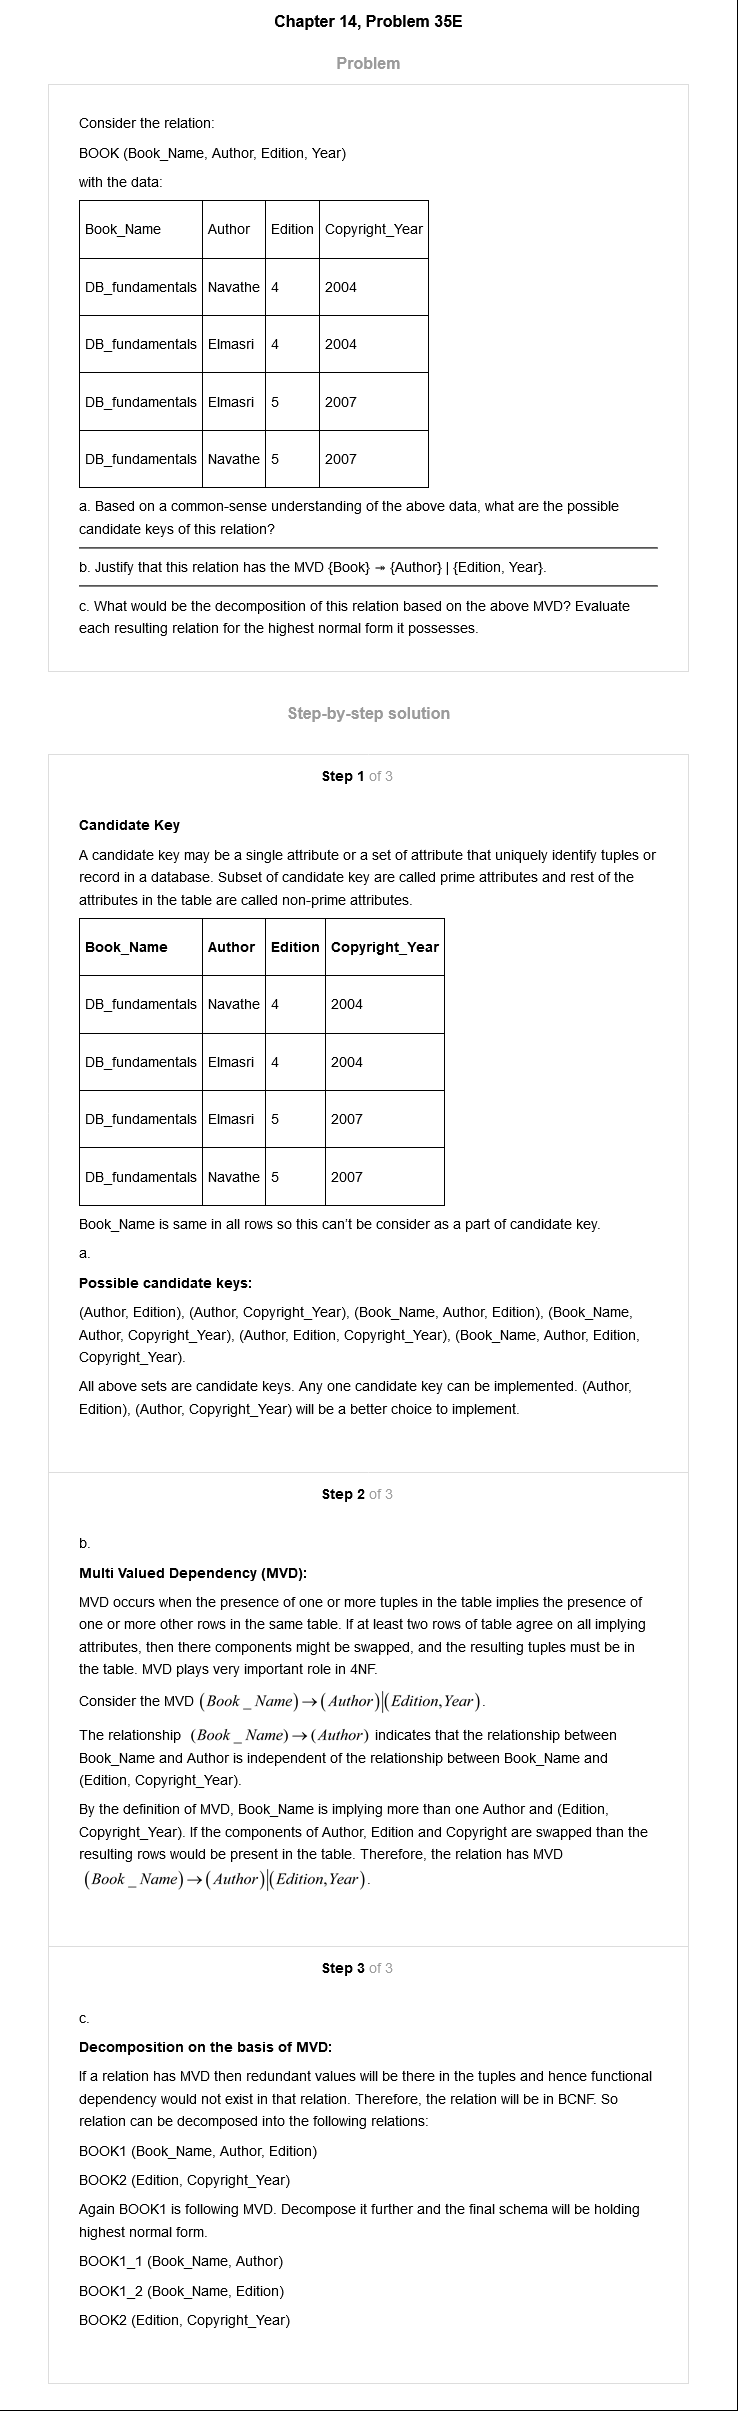 Chapter 14, Problem 35E
Problem
Consider the relation:
BOOK (Book_Name, Author, Edition, Year)
with the data:
Book_Name Author Edition Copyright_Year
DB_fundamentals Navathe 4 2004
DB_fundamentals Elmasri 4 2004
DB_fundamentals Elmasri 5 2007
DB_fundamentals Navathe 5 2007
a. Based on a common-sense understanding of the above data, what are the possible
candidate keys of this relation?
b. Justify that this relation has the MVD {Book} ↠ {Author} | {Edition, Year}.
c. What would be the decomposition of this relation based on the above MVD? Evaluate
each resulting relation for the highest normal form it possesses.
Step-by-step solution
Step 1 of 3
Candidate Key
A candidate key may be a single attribute or a set of attribute that uniquely identify tuples or
record in a database. Subset of candidate key are called prime attributes and rest of the
attributes in the table are called non-prime attributes.
Book_Name Author Edition Copyright_Year
DB_fundamentals Navathe 4 2004
DB_fundamentals Elmasri 4 2004
DB_fundamentals Elmasri 5 2007
DB_fundamentals Navathe 5 2007
Book_Name is same in all rows so this can't be consider as a part of candidate key.
a.
Possible candidate keys:
(Author, Edition), (Author, Copyright_Year), (Book_Name, Author, Edition), (Book_Name,
Author, Copyright_Year), (Author, Edition, Copyright_Year), (Book_Name, Author, Edition,
Copyright_Year).
All above sets are candidate keys. Any one candidate key can be implemented. (Author,
Edition), (Author, Copyright_Year) will be a better choice to implement.
Step 2 of 3
b.
Multi Valued Dependency (MVD):
MVD occurs when the presence of one or more tuples in the table implies the presence of
one or more other rows in the same table. If at least two rows of table agree on all implying
attributes, then there components might be swapped, and the resulting tuples must be in
the table. MVD plays very important role in 4NF.
Consider the MVD (Book _ Name)→(Author)|(Edition,Year).
The relationship (Book _ Name)→(Author) indicates that the relationship between
Book_Name and Author is independent of the relationship between Book_Name and
(Edition, Copyright_Year).
By the definition of MVD, Book_Name is implying more than one Author and (Edition,
Copyright_Year). If the components of Author, Edition and Copyright are swapped than the
resulting rows would be present in the table. Therefore, the relation has MVD
(Book _ Name)→(Author)|(Edition,Year).
Step 3 of 3
c.
Decomposition on the basis of MVD:
If a relation has MVD then redundant values will be there in the tuples and hence functional
dependency would not exist in that relation. Therefore, the relation will be in BCNF. So
relation can be decomposed into the following relations:
BOOK1 (Book_Name, Author, Edition)
BOOK2 (Edition, Copyright_Year)
Again BOOK1 is following MVD. Decompose it further and the final schema will be holding
highest normal form.
BOOK1_1 (Book_Name, Author)
BOOK1_2 (Book_Name, Edition)
BOOK2 (Edition, Copyright_Year)